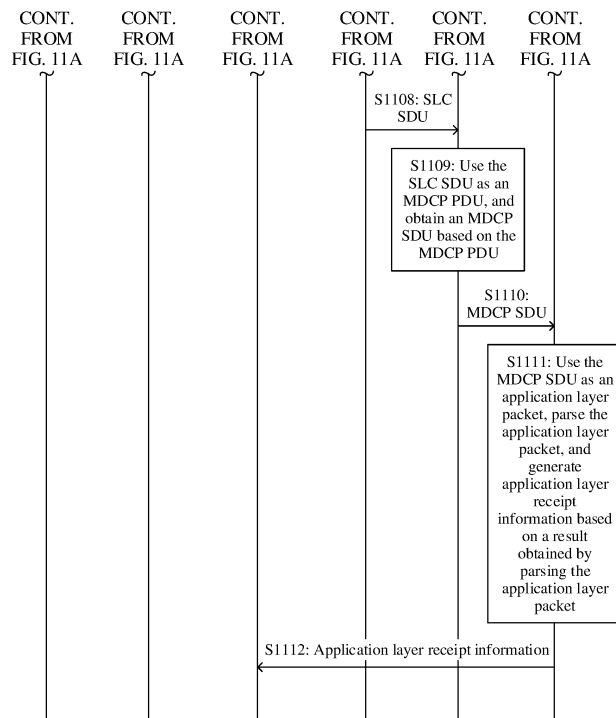 CONT. FROM FIG. 11A
CONT. FROM FIG. 11A
CONT. FROM FIG. 11A
CONT. FROM FIG. 11A
CONT. FROM FIG. 11A
CONT. FROM FIG. 11A
S1108: SLC
SDU
S1109: Use the
SLC SDU as an
MDCP PDU, and
obtain an MDCP
SDU based on the
MDCP PDU
S1110:
MDCP SDU
S1111: Use the
MDCP SDU as an
application layer
packet, parse the
application layer
packet, and
generate
application layer
receipt
information based
on a result
obtained by
parsing the
application layer
packet
S1112: Application layer receipt information